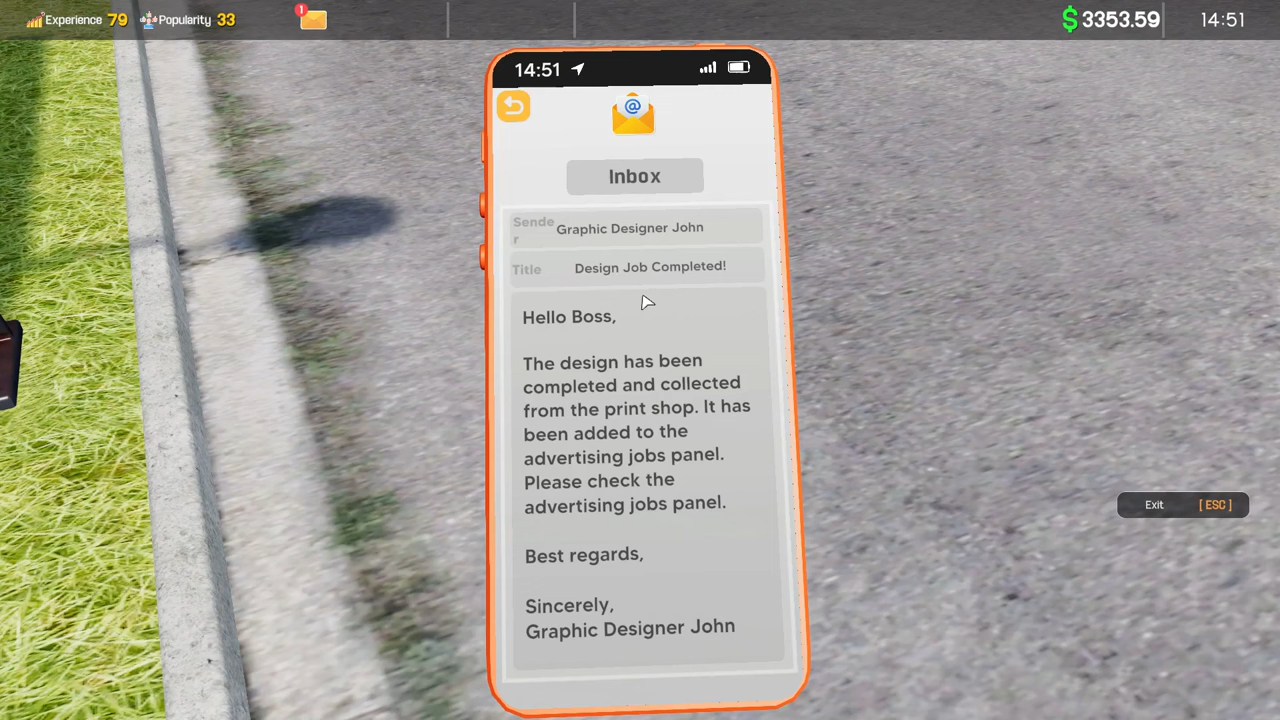 Experience 79 Popularity 33 1 $ 3353.59 14:51
14:51
@
Inbox
Sender Graphic Designer John
Title Design Job Completed!
Hello Boss,
The design has been
completed and collected
from the print shop. It has
been added to the
advertising jobs panel.
Please check the
advertising jobs panel.
Best regards,
Sincerely,
Graphic Designer John
Exit [ ESC ]